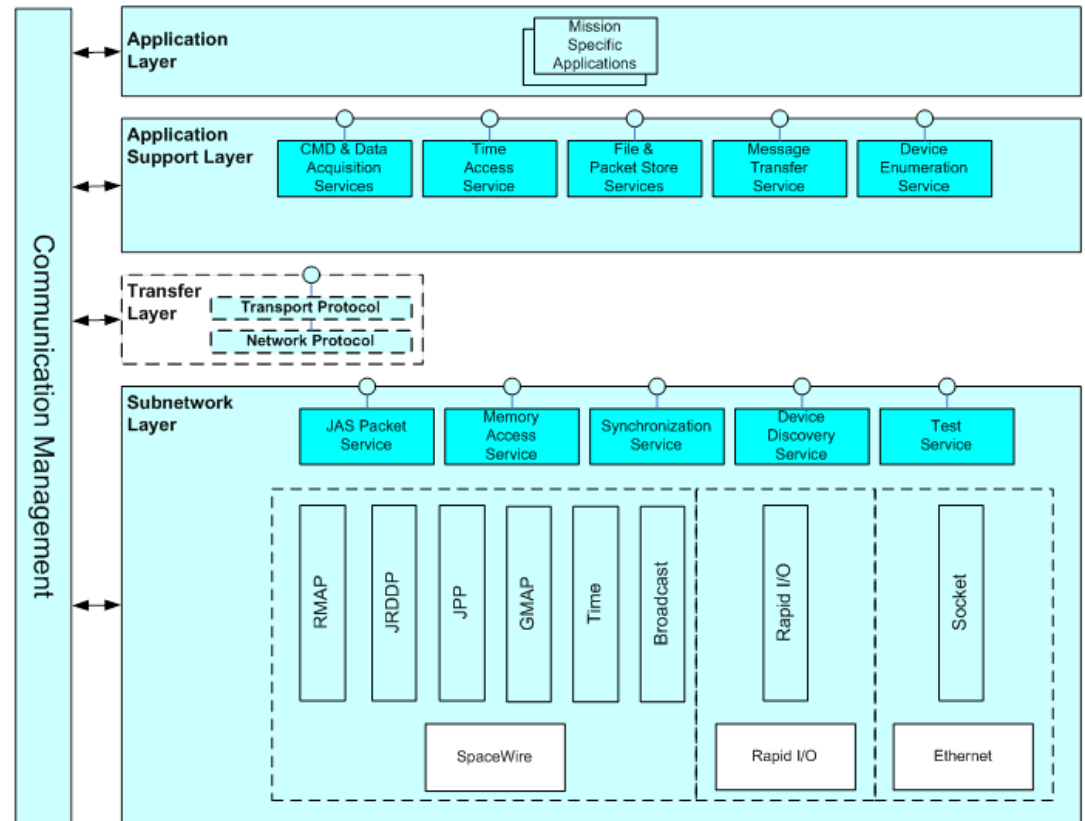 Communication Management
Application
Layer
Mission
Specific
Applications
Application
Support Layer
CMD & Data
Acquisition
Services
Time
Access
Service
File &
Packet Store
Services
Message
Transfer
Service
Device
Enumeration
Service
Transfer
Layer
Transport Protocol
Network Protocol
Subnetwork
Layer
JAS Packet
Service
Memory
Access
Service
Synchronization
Service
Device
Discovery
Service
Test
Service
RMAP
JRDDP
JPP
GMAP
Time
Broadcast
Rapid I/O
Socket
SpaceWire
Rapid I/O
Ethernet